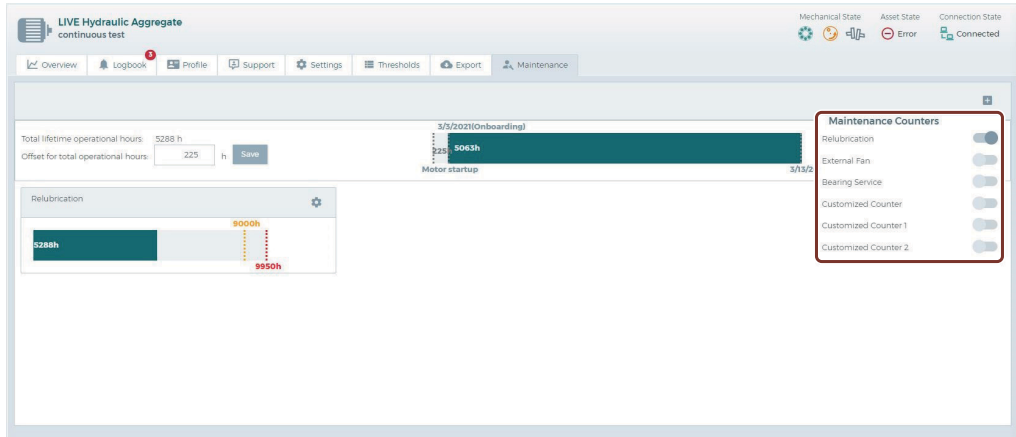 LIVE Hydraulic Aggregate
continuous test
Mechanical State
Asset State
Connection State
Error
Connected
Overview
Logbook
3
Profile
Support
Settings
Thresholds
Export
Maintenance
3/3/2021(Onboarding)
Total lifetime operational hours: 5288 h
Offset for total operational hours: 225 h Save
225
5063h
Motor startup
3/13/2
Maintenance Counters
Relubrication
External Fan
Bearing Service
Customized Counter
Customized Counter 1
Customized Counter 2
Relubrication
9000h
5288h
9950h